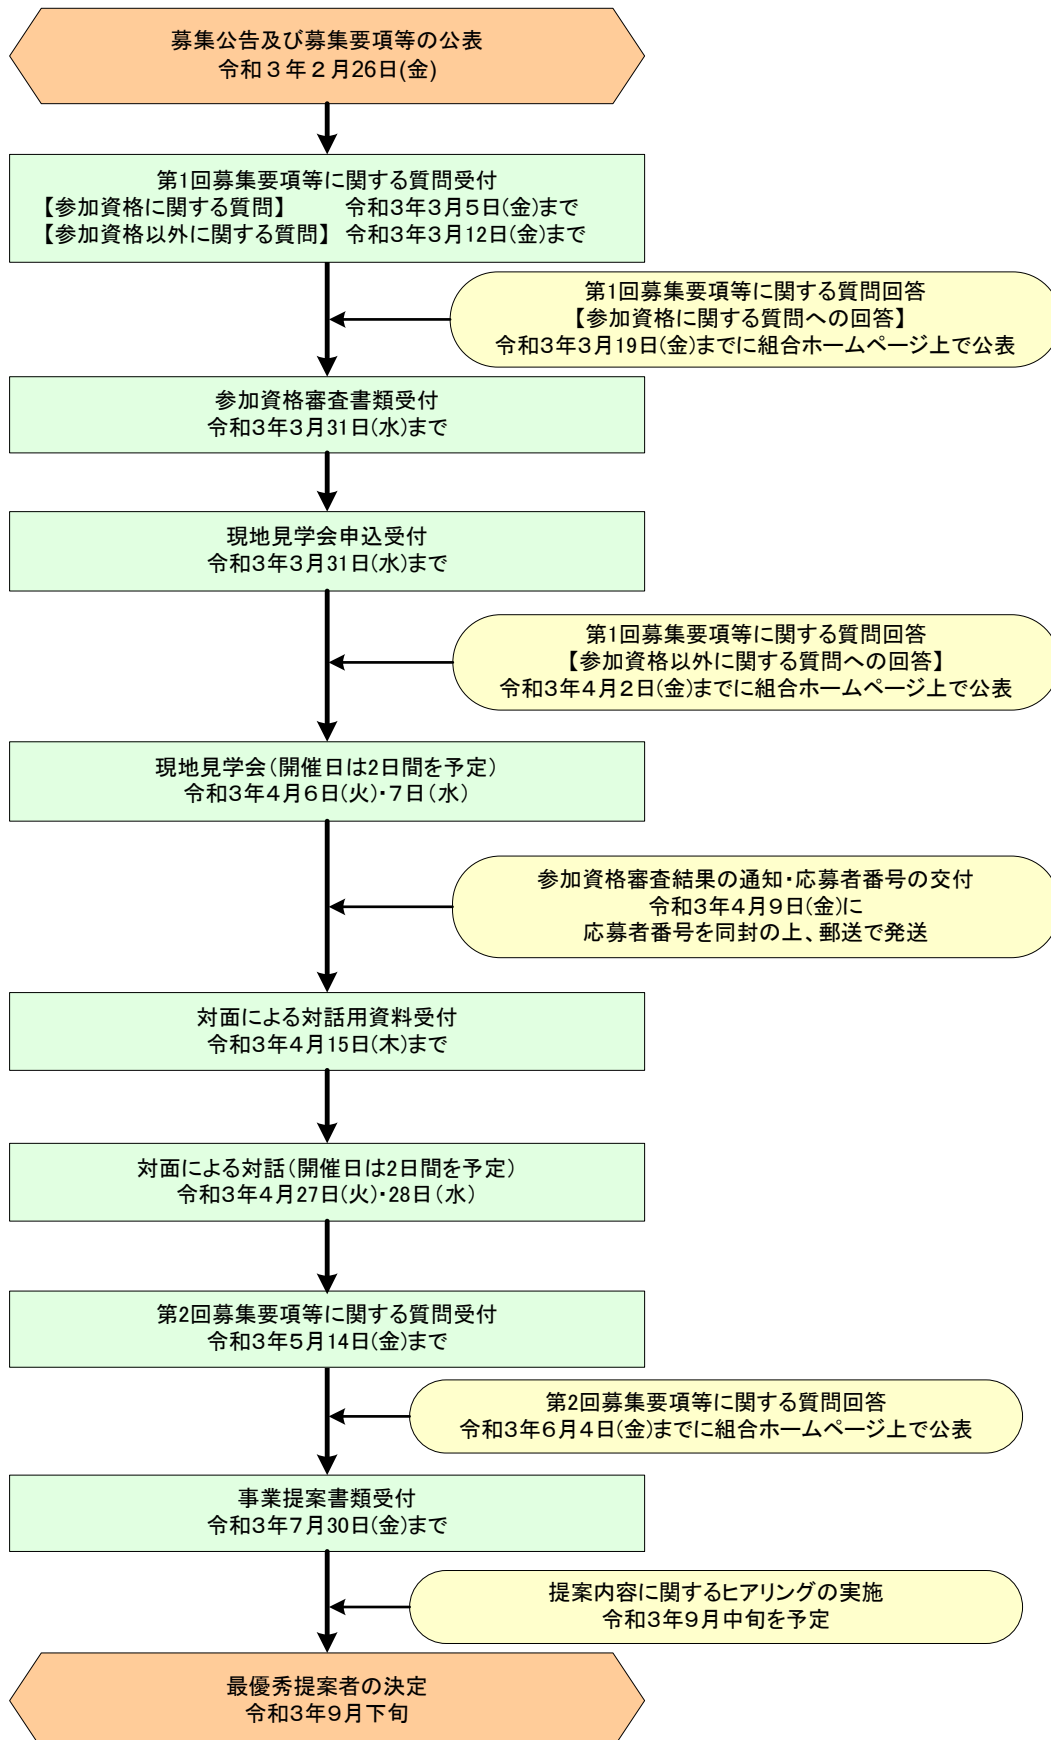 募集公告及び募集要項等の公表
令和３年２月26日(金)
第1回募集要項等に関する質問受付
【参加資格に関する質問】　　令和3年３月５日(金)まで
【参加資格以外に関する質問】 令和3年３月12日(金)まで
第1回募集要項等に関する質問回答
【参加資格に関する質問への回答】
令和3年３月19日(金)までに組合ホームページ上で公表
参加資格審査書類受付
令和3年３月31日(水)まで
現地見学会申込受付
令和3年３月31日(水)まで
第1回募集要項等に関する質問回答
【参加資格以外に関する質問への回答】
令和3年４月２日(金)までに組合ホームページ上で公表
現地見学会（開催日は2日間を予定）
令和3年４月６日(火)・７日（水）
参加資格審査結果の通知・応募者番号の交付
令和3年４月９日(金)に
応募者番号を同封の上、郵送で発送
対面による対話用資料受付
令和3年４月15日(木)まで
対面による対話（開催日は2日間を予定）
令和3年４月27日(火)・28日（水）
第2回募集要項等に関する質問受付
令和3年５月14日(金)まで
第2回募集要項等に関する質問回答
令和3年６月４日(金)までに組合ホームページ上で公表
事業提案書類受付
令和3年７月30日(金)まで
提案内容に関するヒアリングの実施
令和3年９月中旬を予定
最優秀提案者の決定
令和3年９月下旬